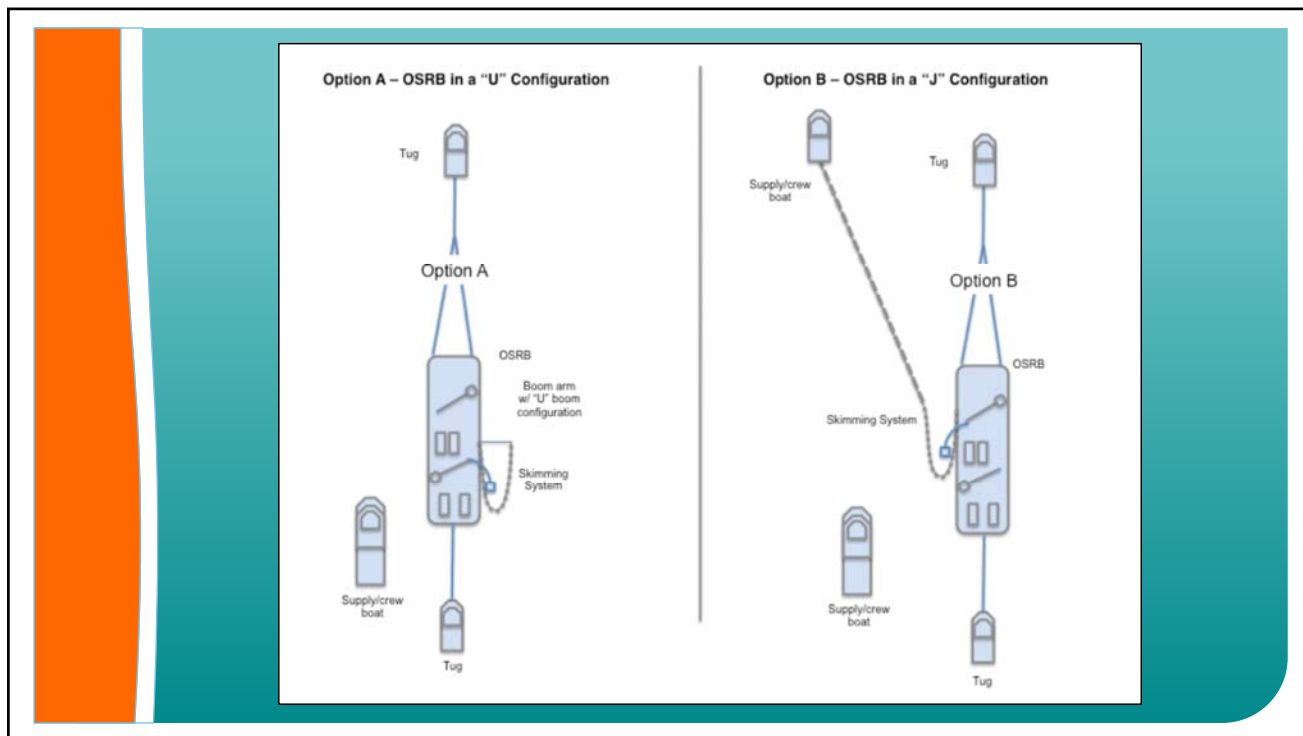 Option A – OSRB in a “U” Configuration
Tug
Option A
OSRB
Boom arm
w/ “U” boom
configuration
Skimming
System
Supply/crew
boat
Tug
Option B – OSRB in a “J” Configuration
Supply/crew
boat
Tug
Option B
OSRB
Skimming System
Supply/crew
boat
Tug